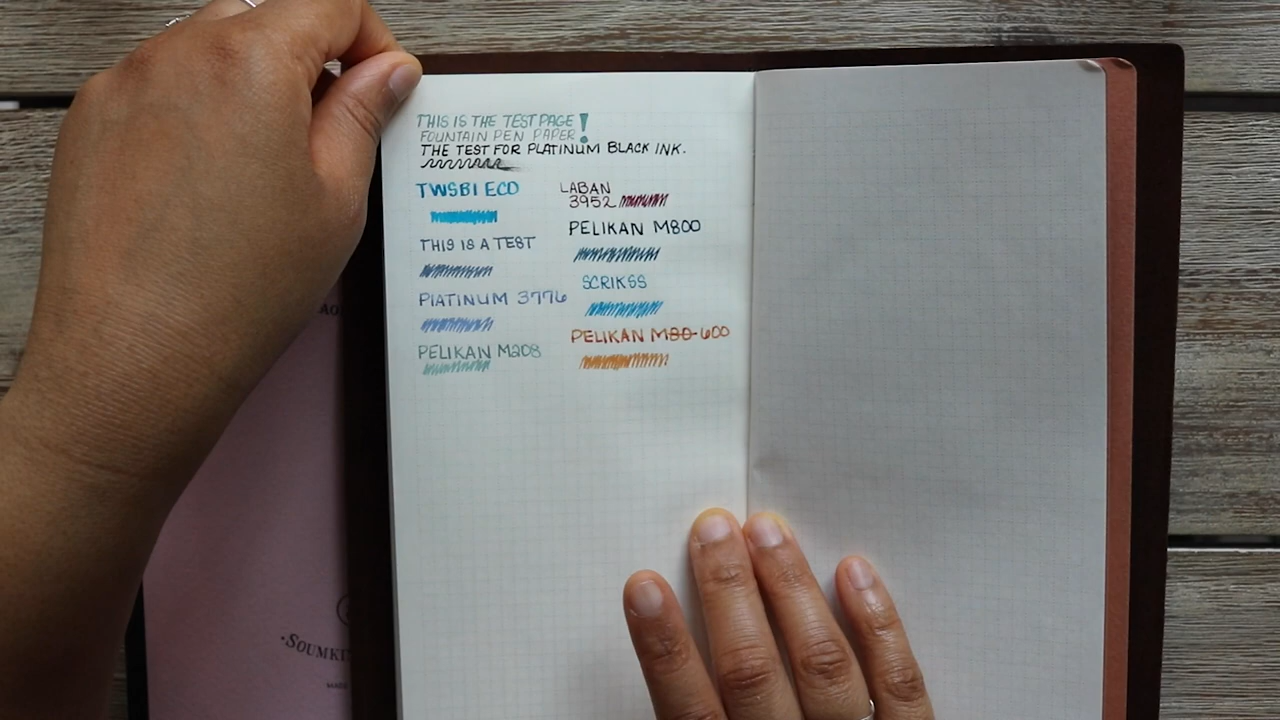 THIS IS THE TEST PAGE!
FOUNTAIN PEN PAPER
THE TEST FOR PLATINUM BLACK INK.
TWSBI ECO
THIS IS A TEST
PLATINUM 3776
PELIKAN M208
LABAN
3952
PELIKAN M800
SCRIKSS
PELIKAN M80-600
MADE